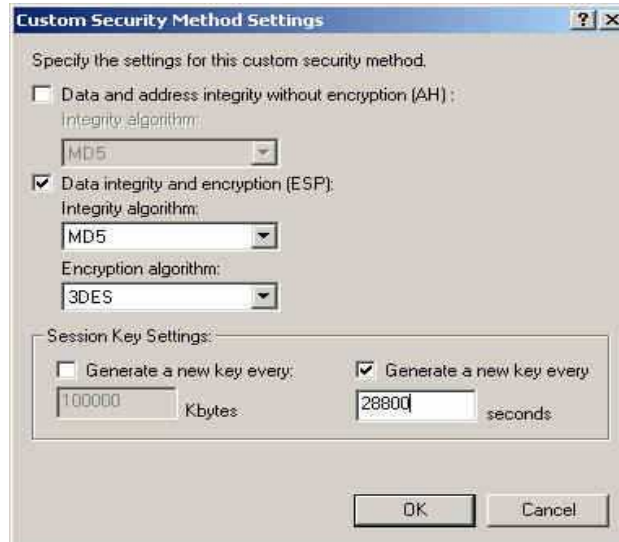 Custom Security Method Settings
Specify the settings for this custom security method.
Data and address integrity without encryption (AH) :
Integrity algorithm:
MD5
Data integrity and encryption (ESP):
Integrity algorithm:
MD5
Encryption algorithm:
3DES
Session Key Settings:
Generate a new key every: Generate a new key every
100000 Kbytes 28800 seconds
OK Cancel